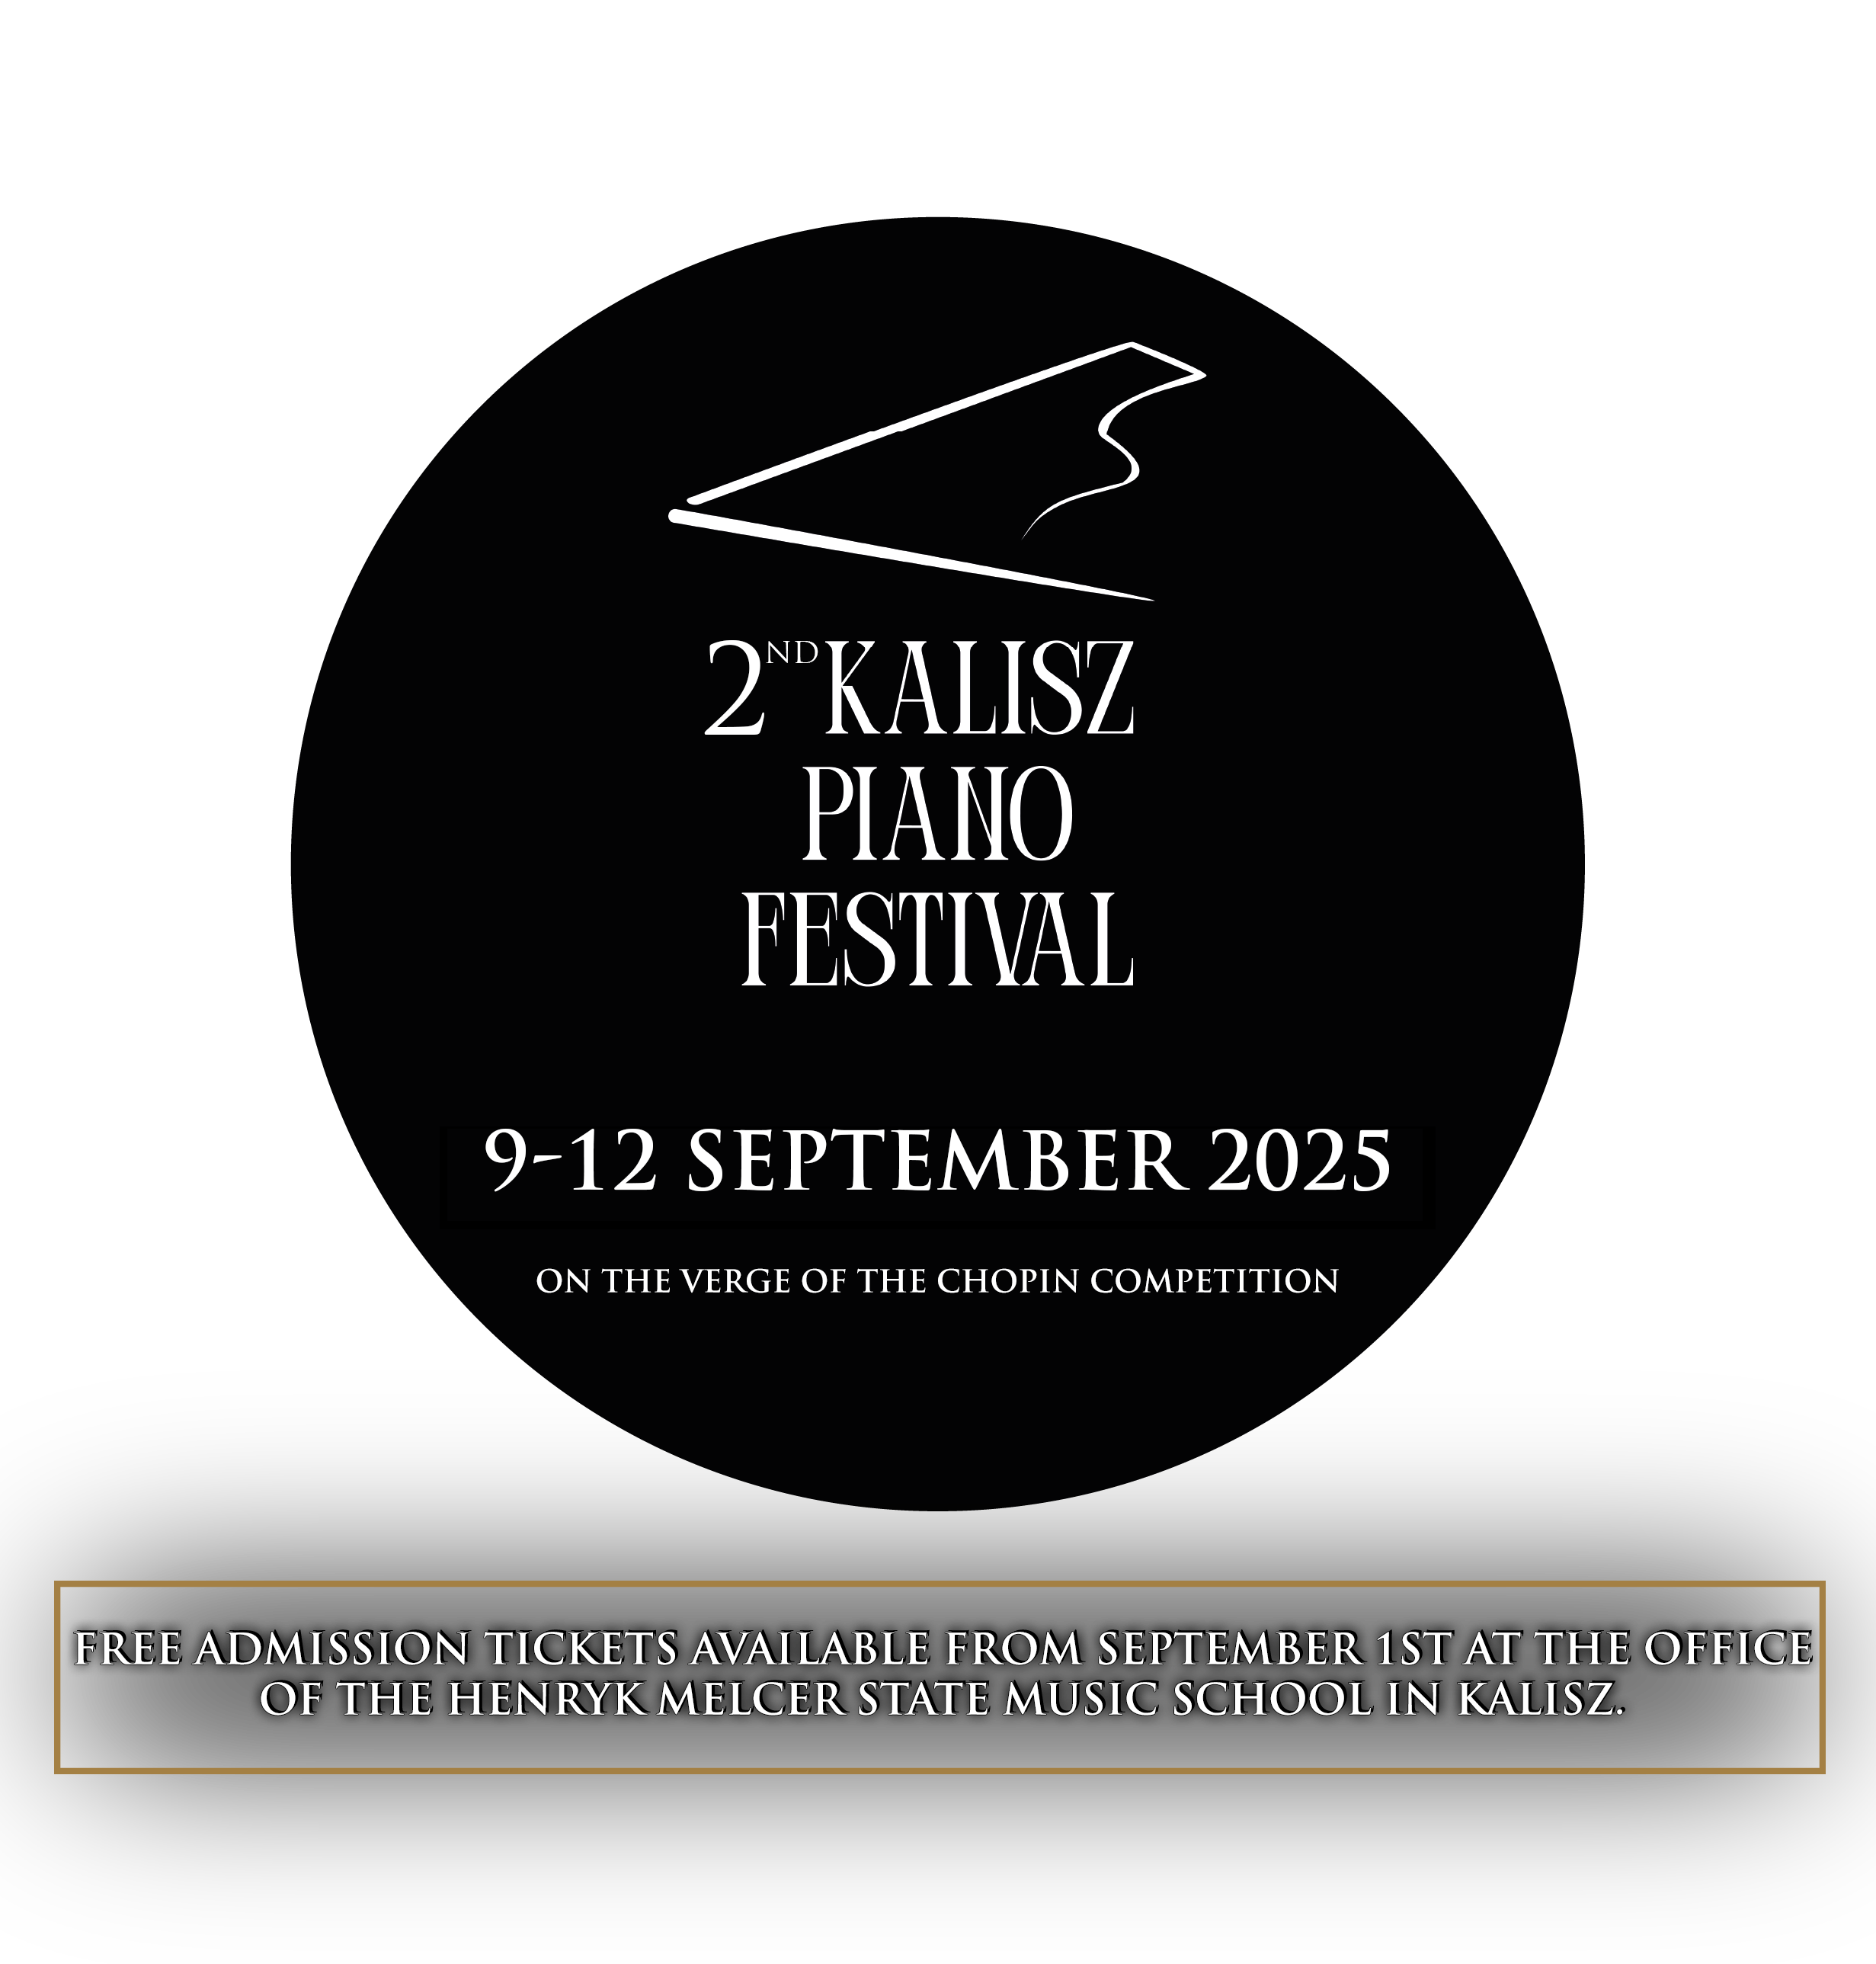 2ND KALISZ
PIANO
FESTIVAL
9-12 SEPTEMBER 2025
ON THE VERGE OF THE CHOPIN COMPETITION
FREE ADMISSION TICKETS AVAILABLE FROM SEPTEMBER 1ST AT THE OFFICE
OF THE HENRYK MELCER STATE MUSIC SCHOOL IN KALISZ.